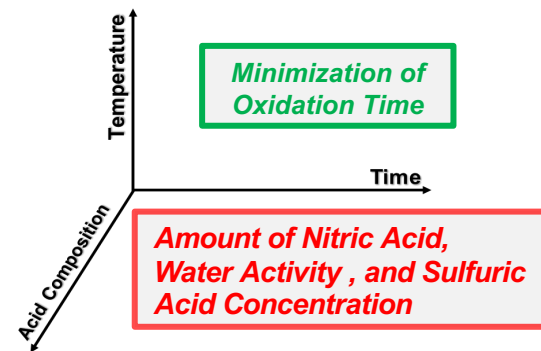 Temperature
Minimization of
Oxidation Time
Time
Acid Composition
Amount of Nitric Acid,
Water Activity , and Sulfuric
Acid Concentration